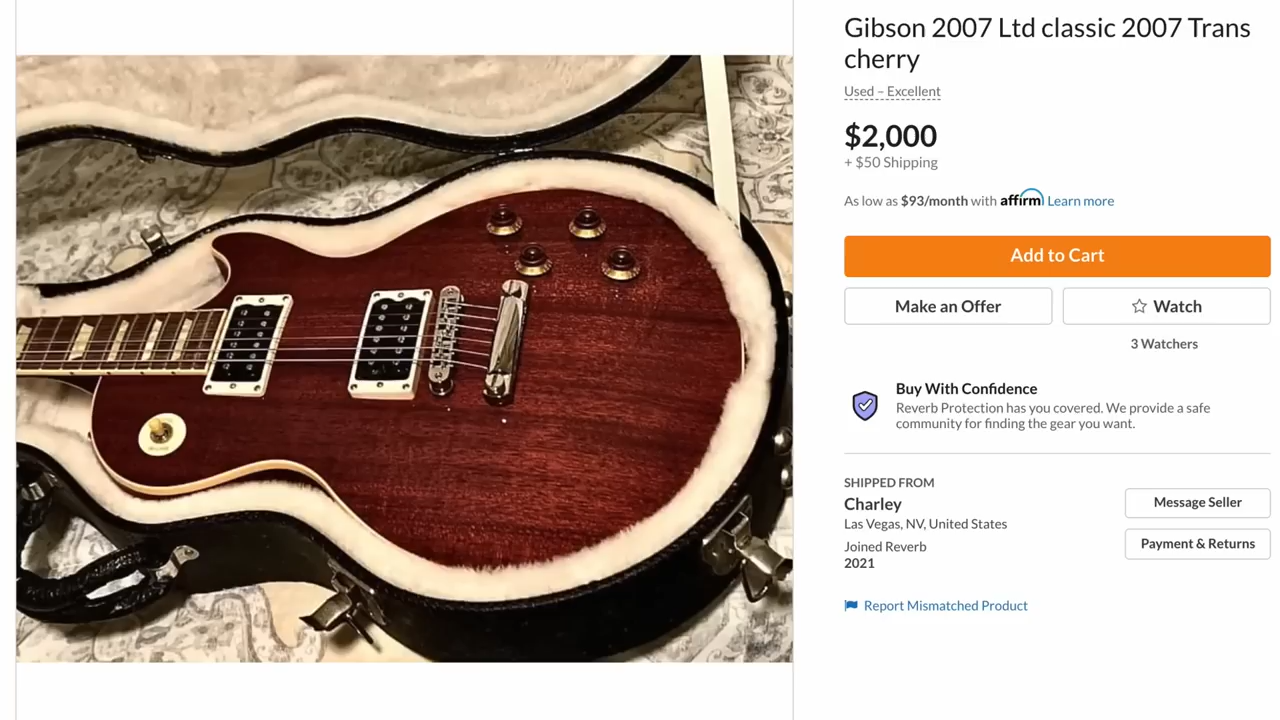 Gibson 2007 Ltd classic 2007 Trans
cherry
Used – Excellent
$2,000
+ $50 Shipping
As low as $93/month with affirm Learn more
Add to Cart
Make an Offer
Watch
3 Watchers
Buy With Confidence
Reverb Protection has you covered. We provide a safe
community for finding the gear you want.
SHIPPED FROM
Charley
Las Vegas, NV, United States
Joined Reverb
2021
Message Seller
Payment & Returns
Report Mismatched Product